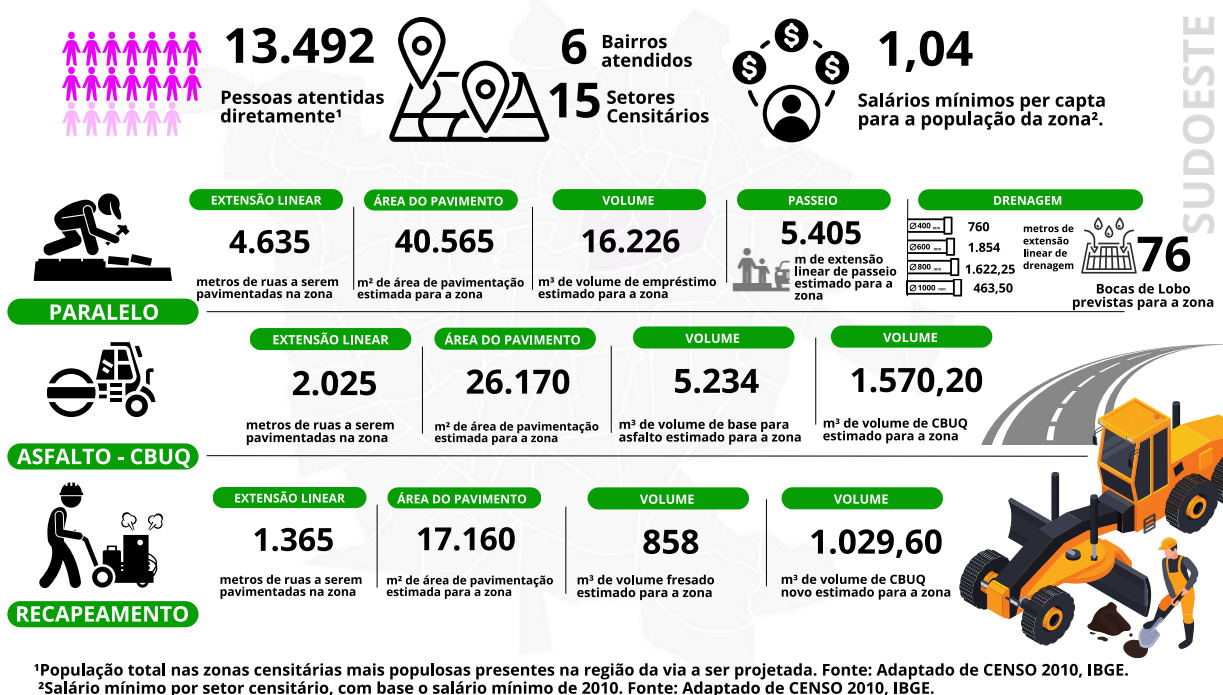 13.492
Pessoas atentidas
diretamente¹
6 Bairros
atendidos
15 Setores
Censitários
1,04
Salários mínimos per capta
para a população da zona².
SUDOESTE
PARALELO
EXTENSÃO LINEAR
4.635
metros de ruas a serem
pavimentadas na zona
ÁREA DO PAVIMENTO
40.565
m² de área de pavimentação
estimada para a zona
VOLUME
16.226
m³ de volume de empréstimo
estimado para a zona
PASSEIO
5.405
m de extensão
linear de passeio
estimado para a
zona
DRENAGEM
Ø 400 mm 760
Ø 600 mm 1.854
Ø 800 mm 1.622,25
Ø 1000 mm 463,50
metros de
extensão
linear de
drenagem
76
Bocas de Lobo
previstas para a zona
ASFALTO - CBUQ
EXTENSÃO LINEAR
2.025
metros de ruas a serem
pavimentadas na zona
ÁREA DO PAVIMENTO
26.170
m² de área de pavimentação
estimada para a zona
VOLUME
5.234
m³ de volume de base para
asfalto estimado para a zona
VOLUME
1.570,20
m³ de volume de CBUQ
estimado para a zona
RECAPEAMENTO
EXTENSÃO LINEAR
1.365
metros de ruas a serem
pavimentadas na zona
ÁREA DO PAVIMENTO
17.160
m² de área de pavimentação
estimada para a zona
VOLUME
858
m³ de volume fresado
estimado para a zona
VOLUME
1.029,60
m³ de volume de CBUQ
novo estimado para a zona
¹População total nas zonas censitárias mais populosas presentes na região da via a ser projetada. Fonte: Adaptado de CENSO 2010, IBGE.
²Salário mínimo por setor censitário, com base o salário mínimo de 2010. Fonte: Adaptado de CENSO 2010, IBGE.